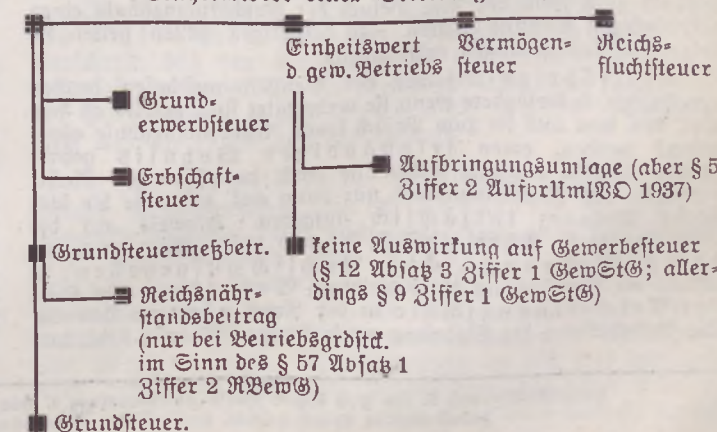 Einheitswert
d gew. Betriebs
Vermögen-
steuer
Reichs-
fluchtsteuer
Grund-
erwerbsteuer
Erbschaft-
steuer
Aufbringungsumlage (aber § 5
Ziffer 2 AufbrUmlVO 1937)
Grundsteuermeßbetr.
keine Auswirkung auf Gewerbesteuer
(§ 12 Absatz 3 Ziffer 1 GewStG; aller-
dings § 9 Ziffer 1 GewStG)
Reichsnähr-
standsbeitrag
(nur bei Betriebsgrdstck.
im Sinn des § 57 Absatz 1
Ziffer 2 RBewG)
Grundsteuer.